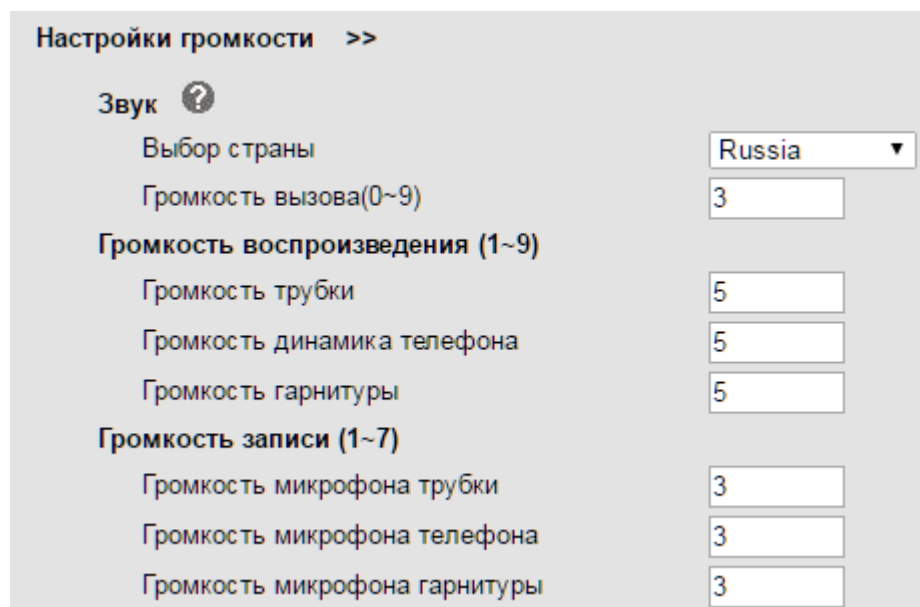 Настройки громкости >>
Звук ?
Выбор страны Russia
Громкость вызова(0~9) 3
Громкость воспроизведения (1~9)
Громкость трубки 5
Громкость динамика телефона 5
Громкость гарнитуры 5
Громкость записи (1~7)
Громкость микрофона трубки 3
Громкость микрофона телефона 3
Громкость микрофона гарнитуры 3